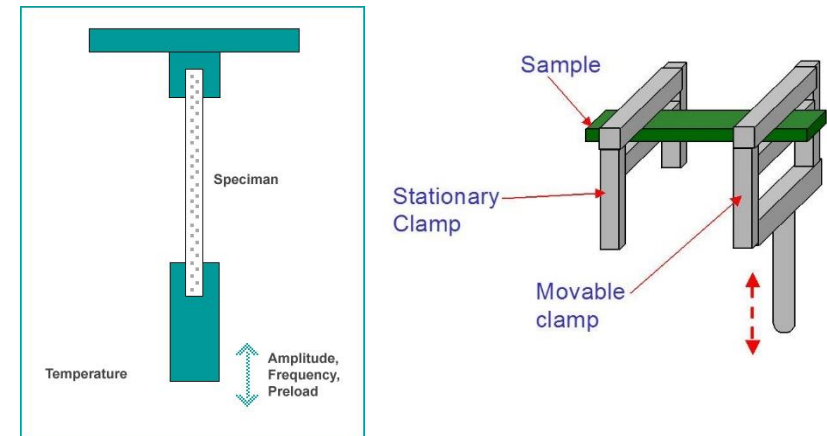 Speciman
Temperature
Amplitude,
Frequency,
Preload
Sample
Stationary
Clamp
Movable
clamp